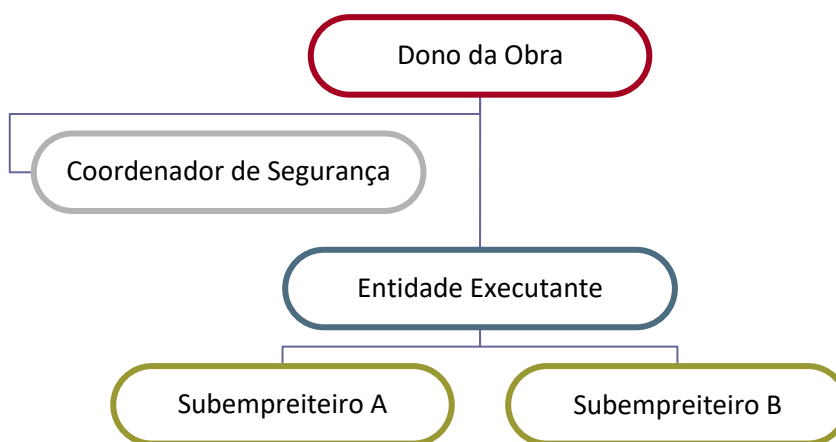 Dono da Obra
Coordenador de Segurança
Entidade Executante
Subempreiteiro A
Subempreiteiro B